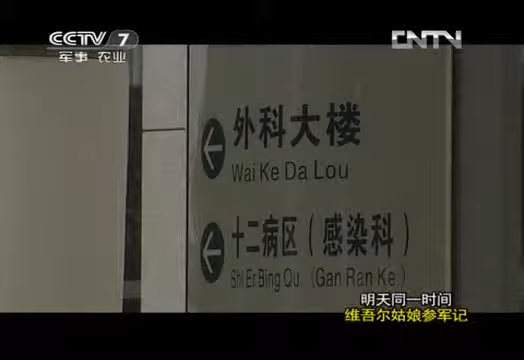 CCTV 7
CNTV
军事 农业
外科大楼
Wai Ke Da Lou
十二病区（感染科）
Shi Er Bing Qu (Gan Ran Ke)
明天同一时间
维吾尔姑娘参军记